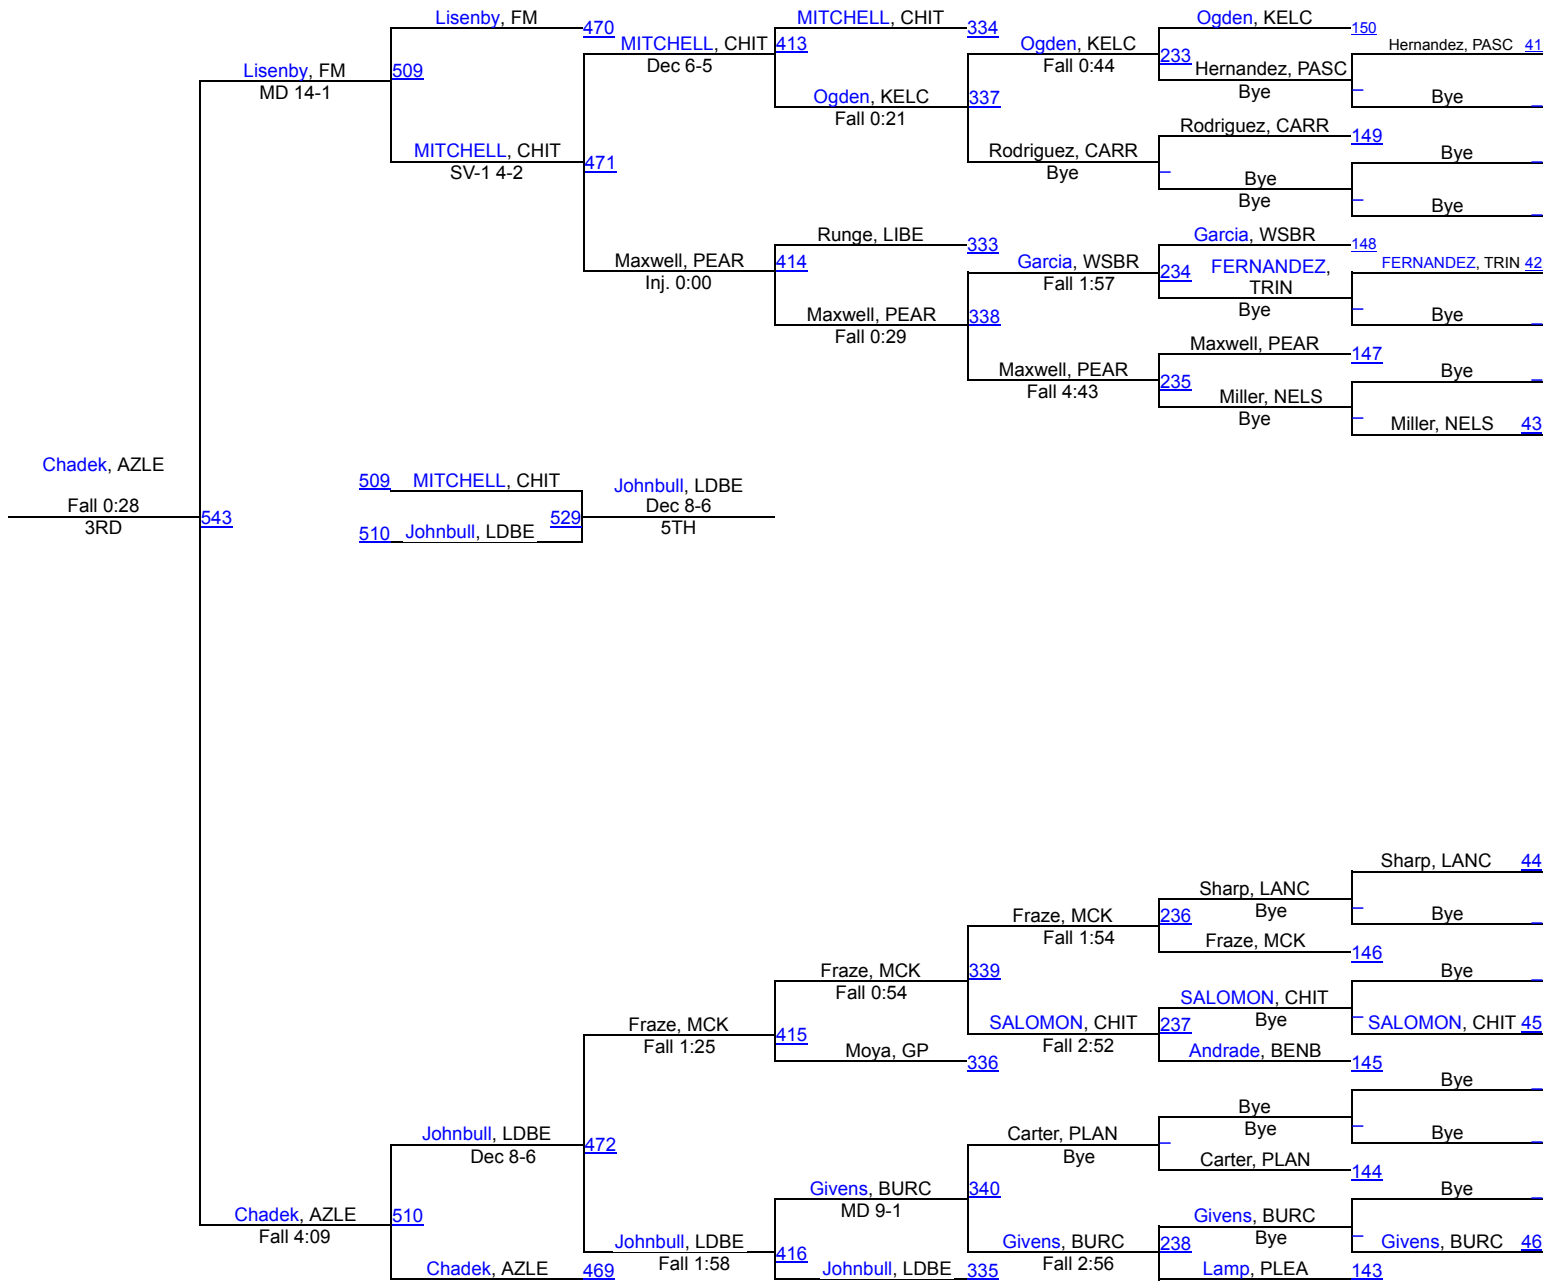 Lisenby, FM 470
MITCHELL, CHIT 334
Ogden, KELC 150
MITCHELL, CHIT 413
Dec 6-5
Ogden, KELC 233
Fall 0:44
Hernandez, PASC 41
Lisenby, FM 509
MD 14-1
Hernandez, PASC
Bye
Ogden, KELC 337
Fall 0:21
Bye
Rodriguez, CARR 149
MITCHELL, CHIT 471
SV-1 4-2
Rodriguez, CARR
Bye
Bye
Bye
Bye
Bye
Runge, LIBE 333
Garcia, WSBR 148
Maxwell, PEAR 414
Inj. 0:00
Garcia, WSBR 234
Fall 1:57
FERNANDEZ,
TRIN
Bye
FERNANDEZ, TRIN 42
Maxwell, PEAR 338
Fall 0:29
Bye
Maxwell, PEAR 147
Maxwell, PEAR 235
Fall 4:43
Bye
Miller, NELS
Bye
Miller, NELS 43
Chadek, AZLE
Fall 0:28
3RD
543
509 MITCHELL, CHIT
510 Johnbull, LDBE
529
Johnbull, LDBE
Dec 8-6
5TH
Sharp, LANC 44
Sharp, LANC
Bye
Bye
Fraze, MCK 236
Fall 1:54
Fraze, MCK 146
Fraze, MCK 339
Fall 0:54
Bye
SALOMON, CHIT
Bye
SALOMON, CHIT 45
Fraze, MCK 415
Fall 1:25
SALOMON, CHIT 237
Fall 2:52
Moya, GP 336
Andrade, BENB 145
Bye
Bye
Bye
Bye
Johnbull, LDBE 472
Dec 8-6
Carter, PLAN
Bye
Carter, PLAN 144
Givens, BURC 340
MD 9-1
Bye
Chadek, AZLE 510
Fall 4:09
Givens, BURC
Bye
Givens, BURC 46
Johnbull, LDBE 416
Fall 1:58
Givens, BURC 238
Fall 2:56
Chadek, AZLE 469
Johnbull, LDBE 335
Lamp, PLEA 143